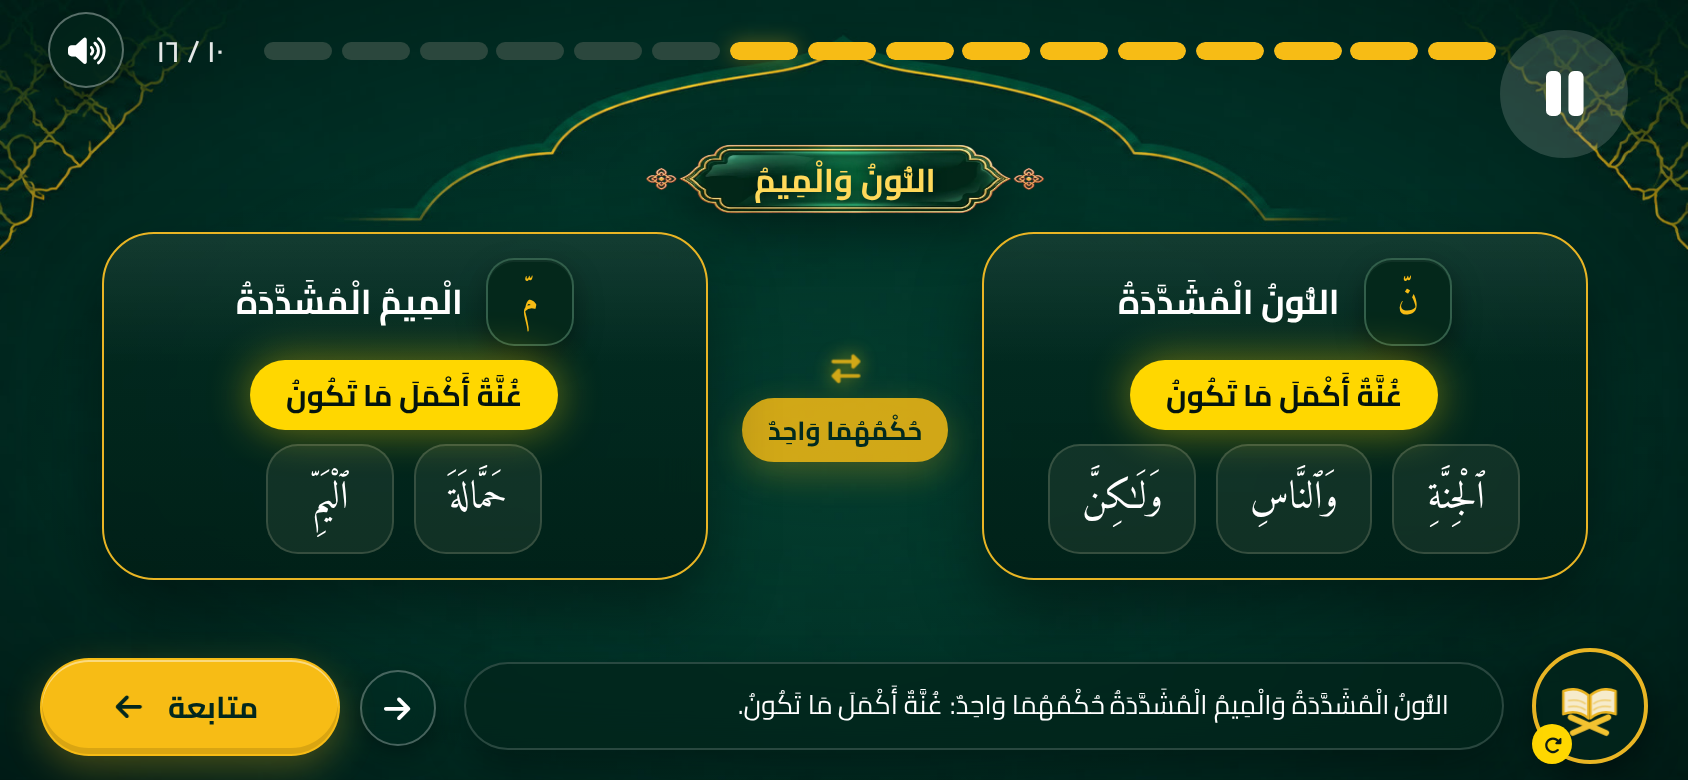 ١٠ / ١٦
النُّونُ وَالْمِيمُ
نّ
النُّونُ الْمُشَدَّدَةُ
غُنَّةٌ أَكْمَلَ مَا تَكُونُ
ٱلْجِنَّةِ
وَٱلنَّاسِ
وَلَـٰكِنَّ
حُكْمُهُمَا وَاحِدٌ
مّ
الْمِيمُ الْمُشَدَّدَةُ
غُنَّةٌ أَكْمَلَ مَا تَكُونُ
حَمَّالَةَ
ٱلْيَمِّ
النُّونُ الْمُشَدَّدَةُ وَالْمِيمُ الْمُشَدَّدَةُ حُكْمُهُمَا وَاحِدٌ: غُنَّةٌ أَكْمَلَ مَا تَكُونُ.
متابعة